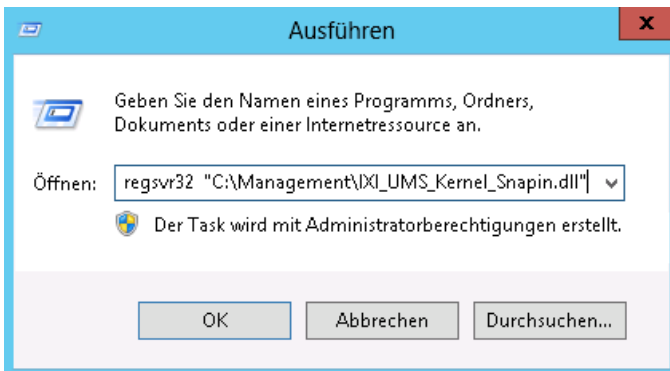 Ausführen
x
Geben Sie den Namen eines Programms, Ordners,
Dokuments oder einer Internetressource an.
Öffnen: regsvr32  "C:\Management\IXI_UMS_Kernel_Snapin.dll"
Der Task wird mit Administratorberechtigungen erstellt.
OK Abbrechen Durchsuchen...